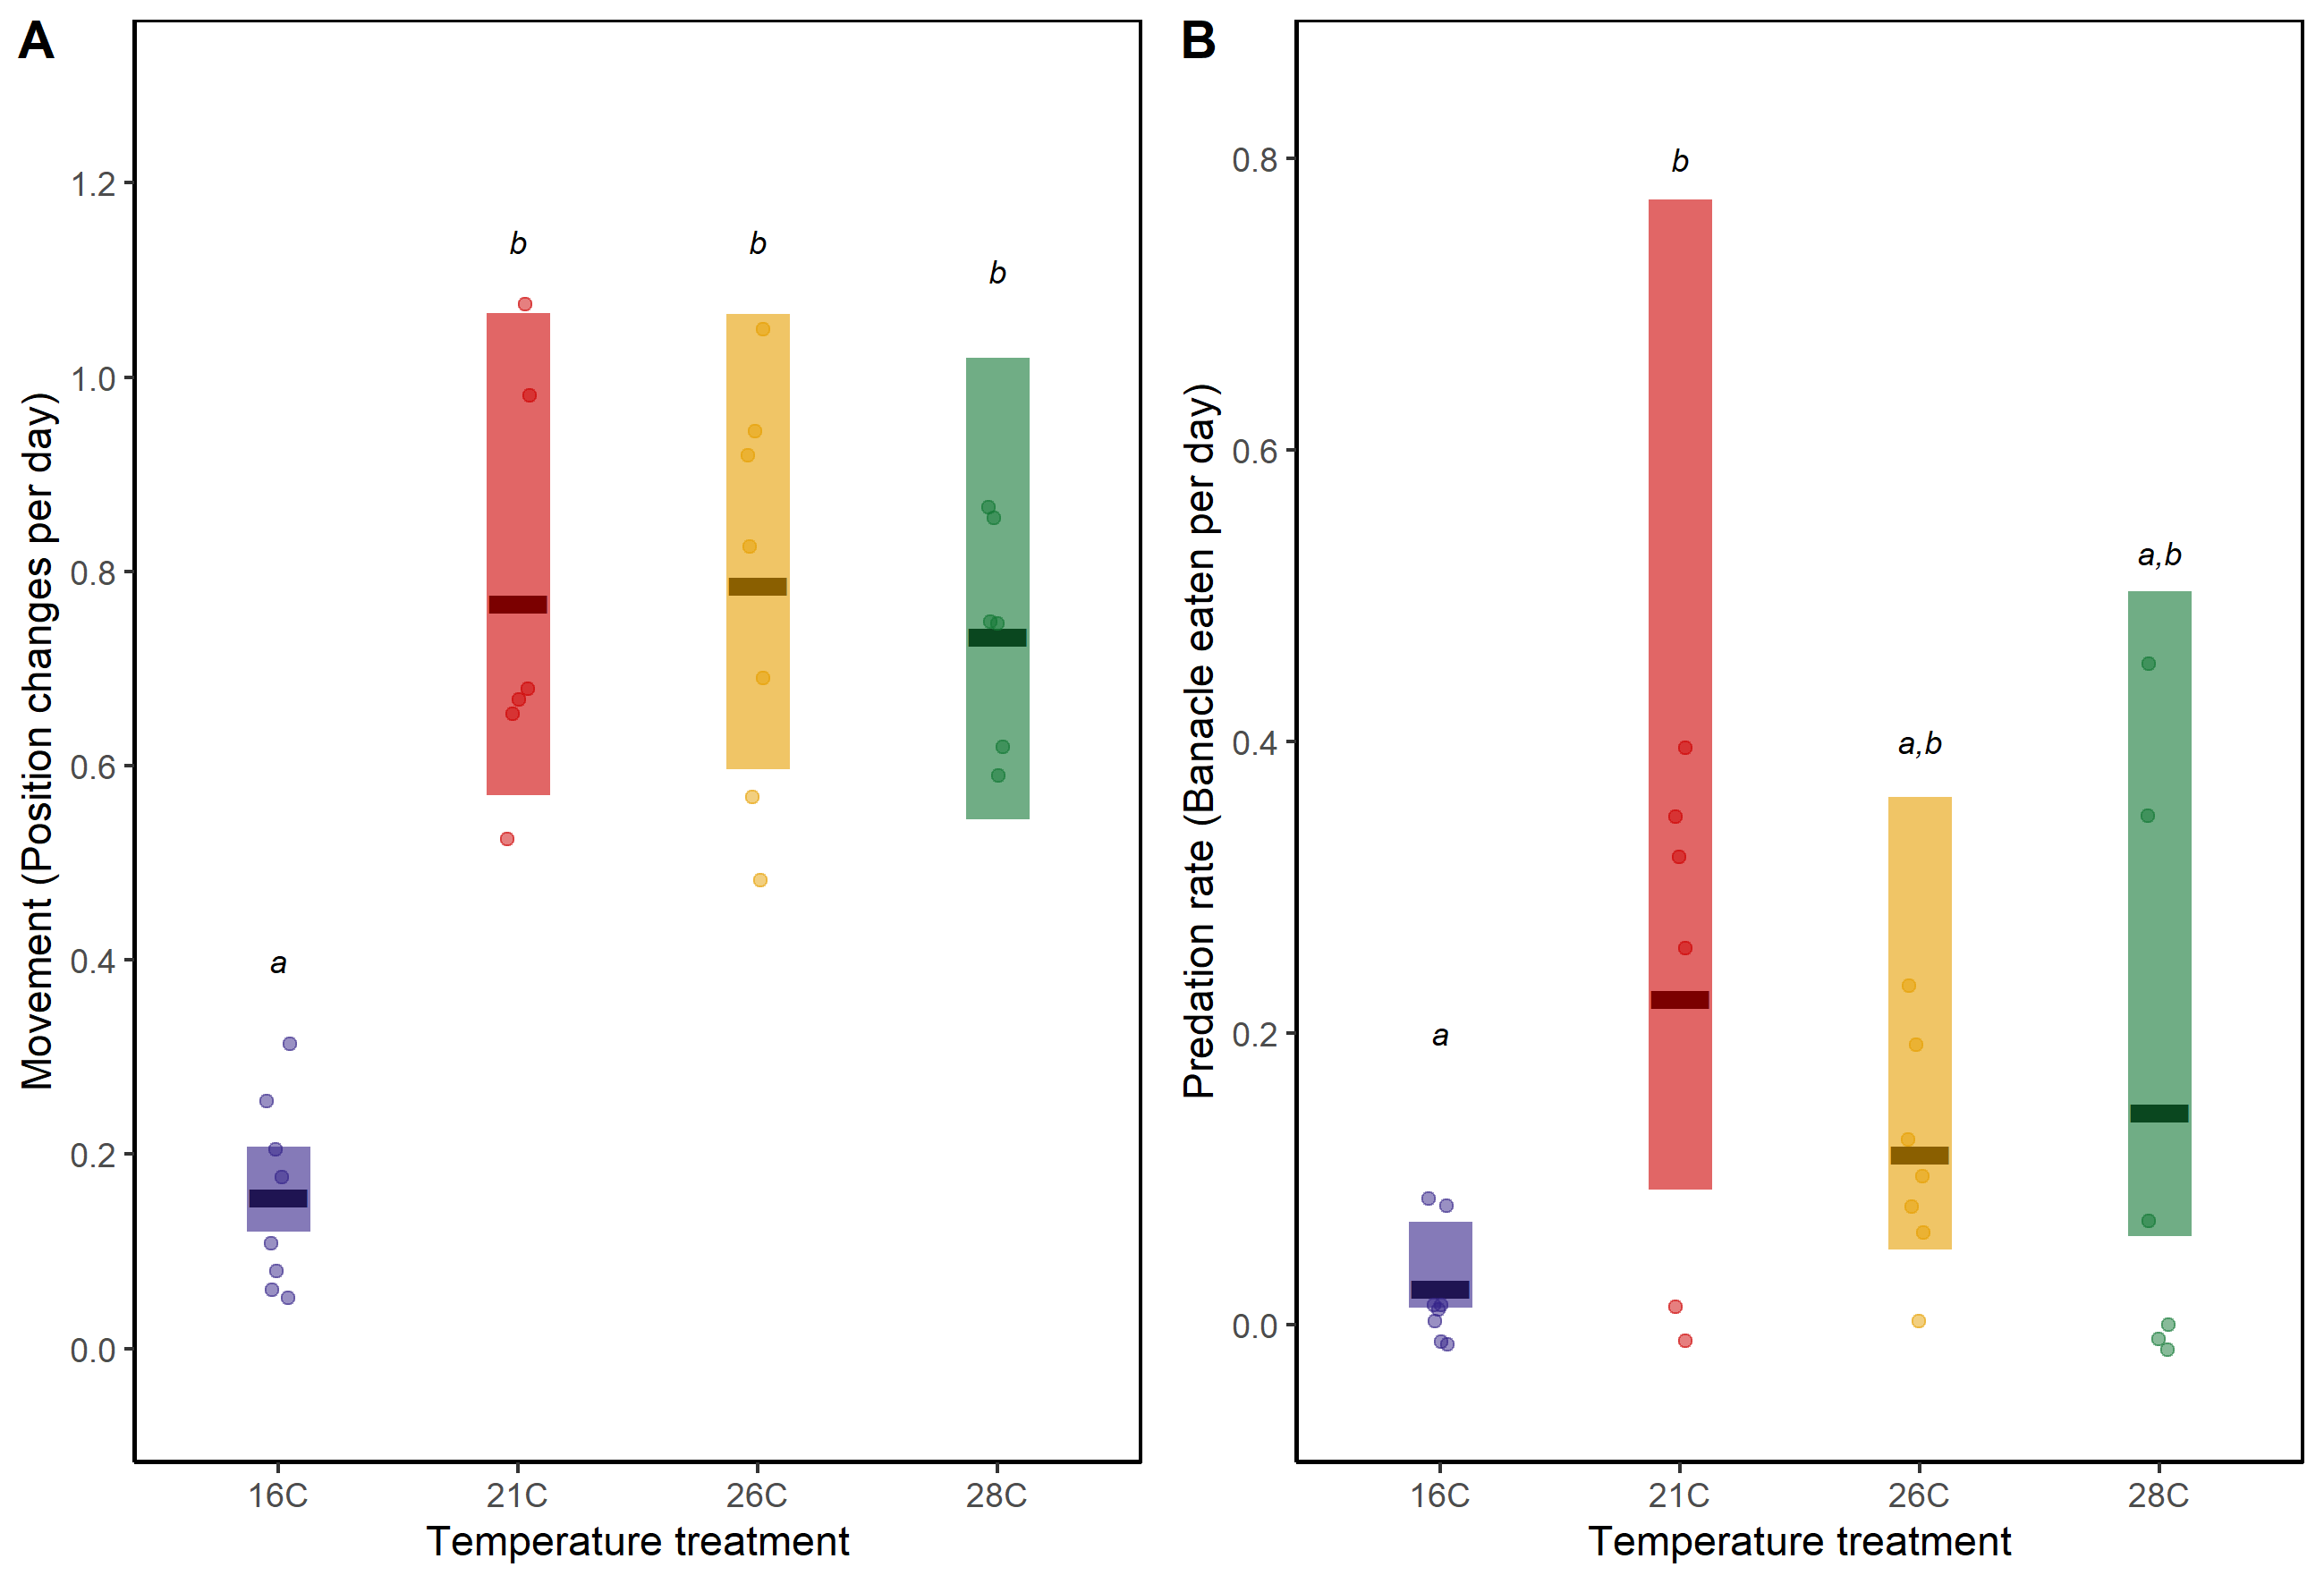 A
Movement (Position changes per day)
1.2
1.0
0.8
0.6
0.4
0.2
0.0
b
b
b
a
16C
21C
26C
28C
Temperature treatment
B
Predation rate (Banacle eaten per day)
0.8
0.6
0.4
0.2
0.0
b
a,b
a,b
a
16C
21C
26C
28C
Temperature treatment